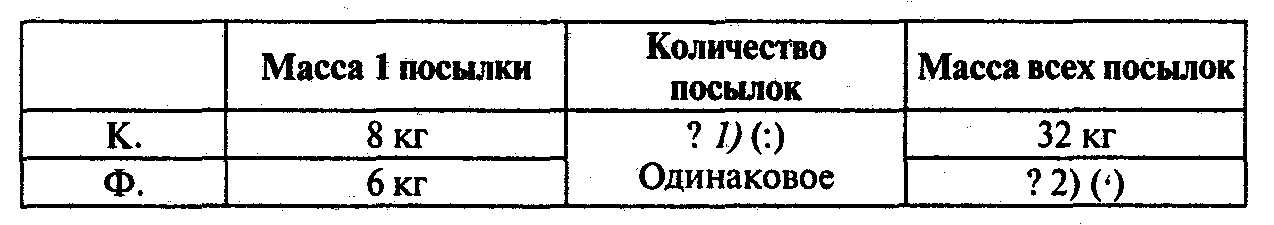 Масса 1 посылки
Количество
посылок
Масса всех посылок
К.
8 кг
? 1) (:)
32 кг
Ф.
6 кг
Одинаковое
? 2) (·)